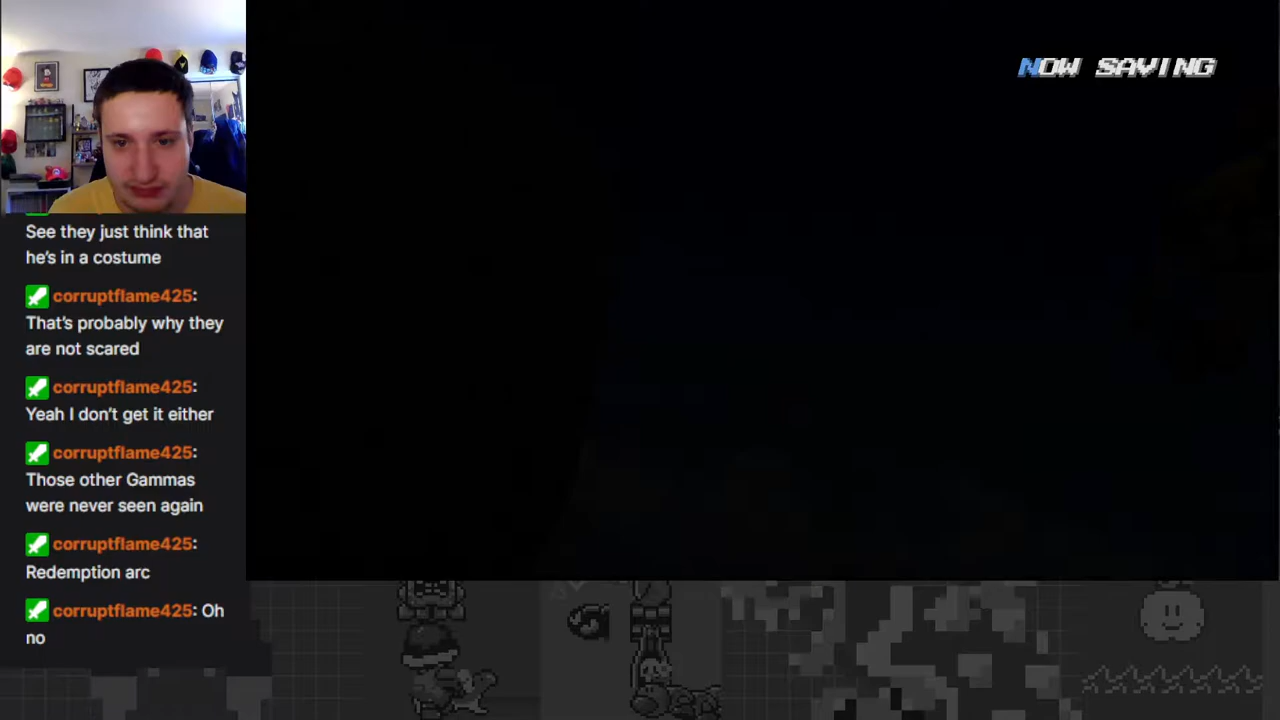 NOW SAVING
See they just think that
he's in a costume
corruptflame425:
That's probably why they
are not scared
corruptflame425:
Yeah I don't get it either
corruptflame425:
Those other Gammas
were never seen again
corruptflame425:
Redemption arc
corruptflame425: Oh
no